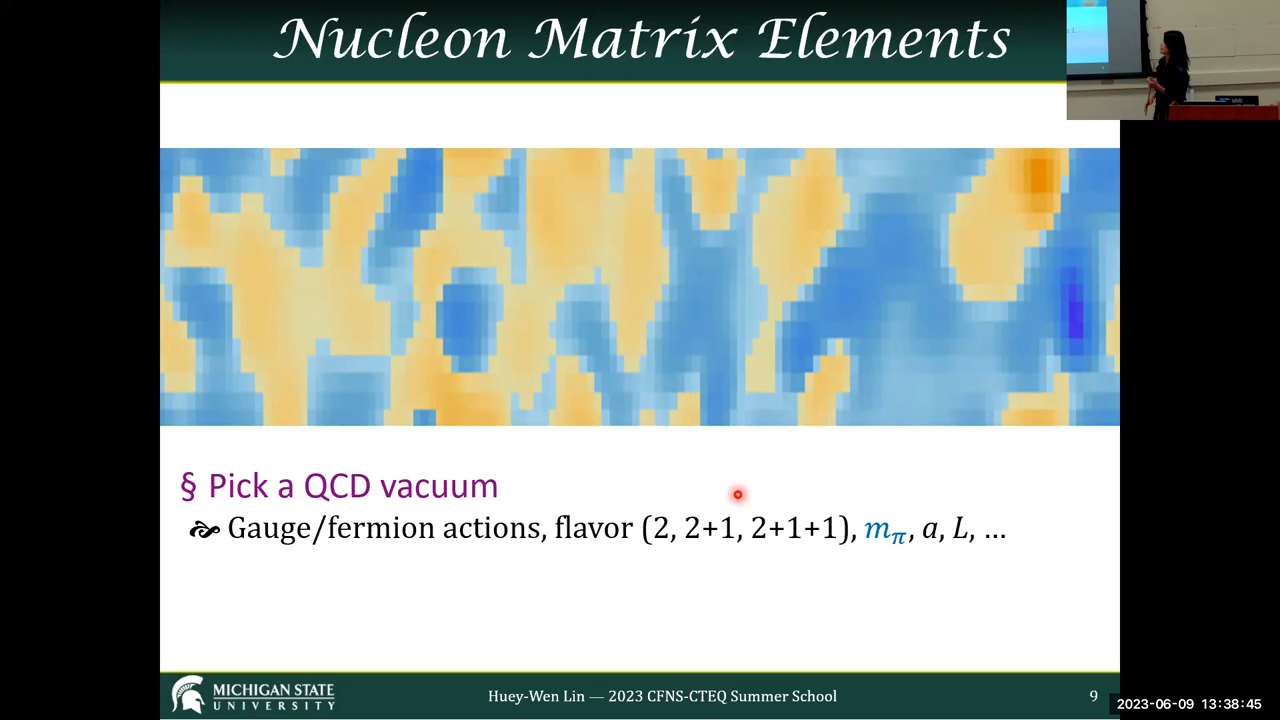 Nucleon Matrix Elements
§ Pick a QCD vacuum
Gauge/fermion actions, flavor (2, 2+1, 2+1+1), mπ, a, L, …
MICHIGAN STATE
UNIVERSITY
Huey-Wen Lin — 2023 CFNS-CTEQ Summer School
9
2023-06-09 13:38:45